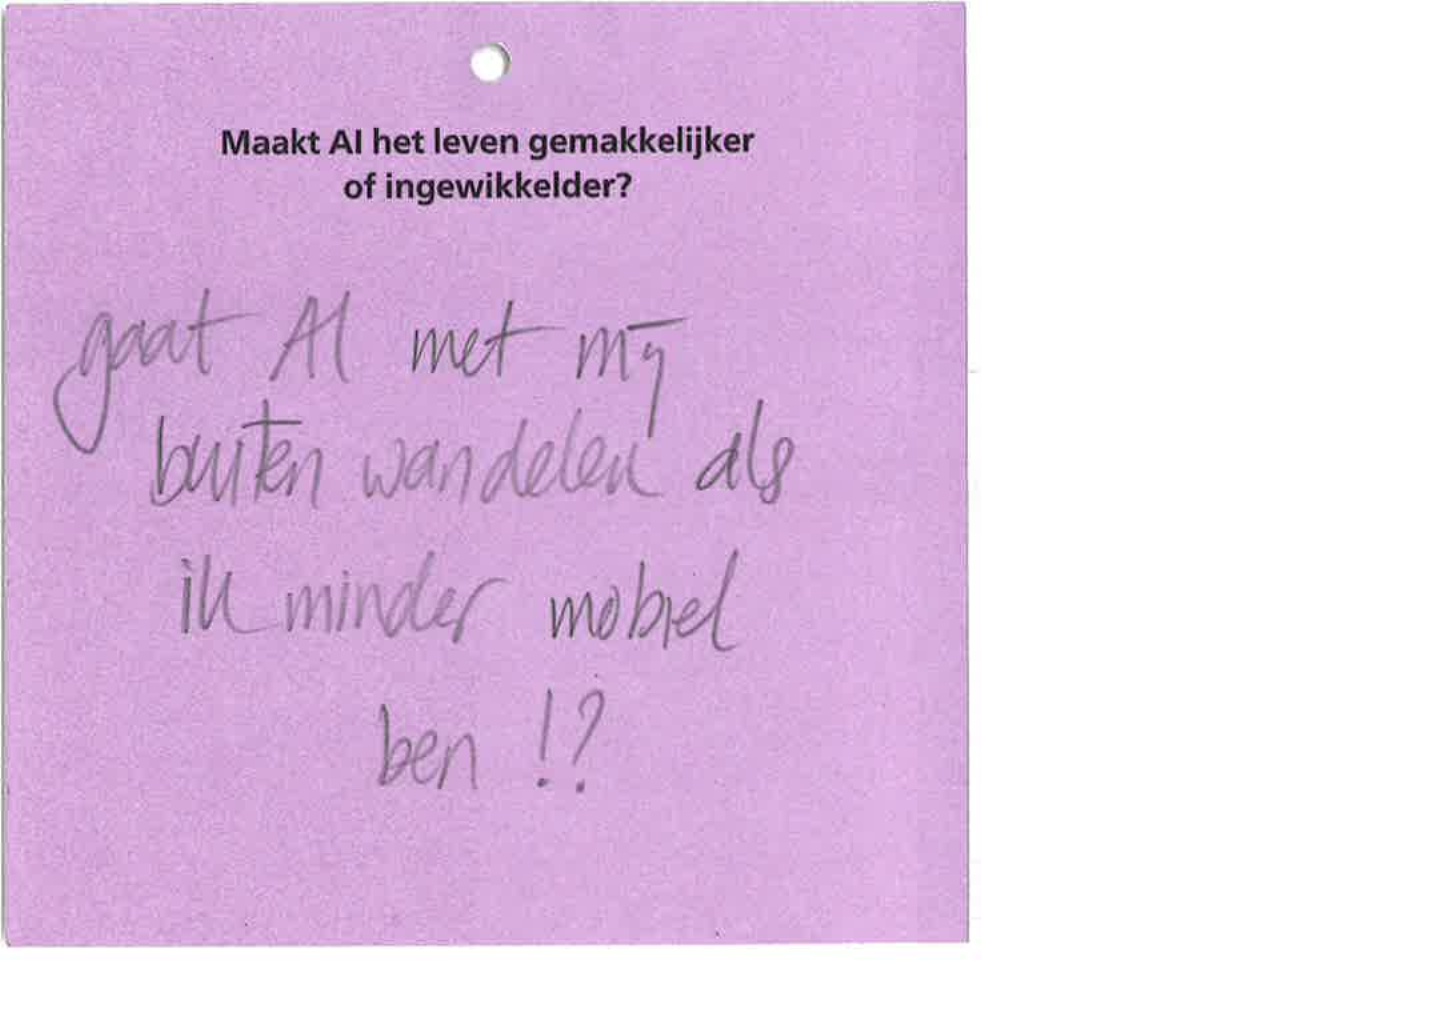 Maakt AI het leven gemakkelijker
of ingewikkelder?
gaat AI met mij
buiten wandelen als
ik minder mobiel
ben !?